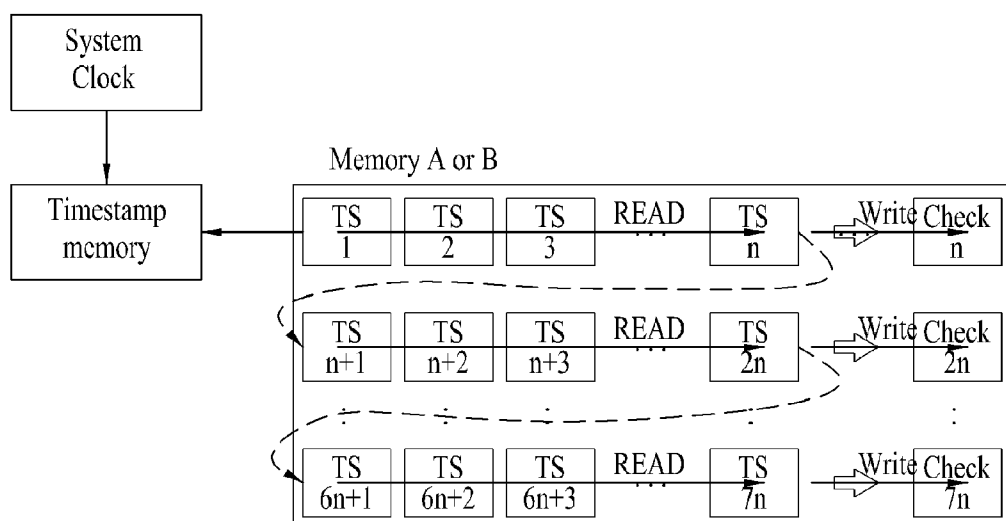 System
Clock
Memory A or B
Timestamp
memory
TS TS TS READ TS Write Check
1 2 3 ... n ... n
TS TS TS READ TS Write Check
n+1 n+2 n+3 ... 2n 2n
TS TS TS READ TS Write Check
6n+1 6n+2 6n+3 ... 7n 7n